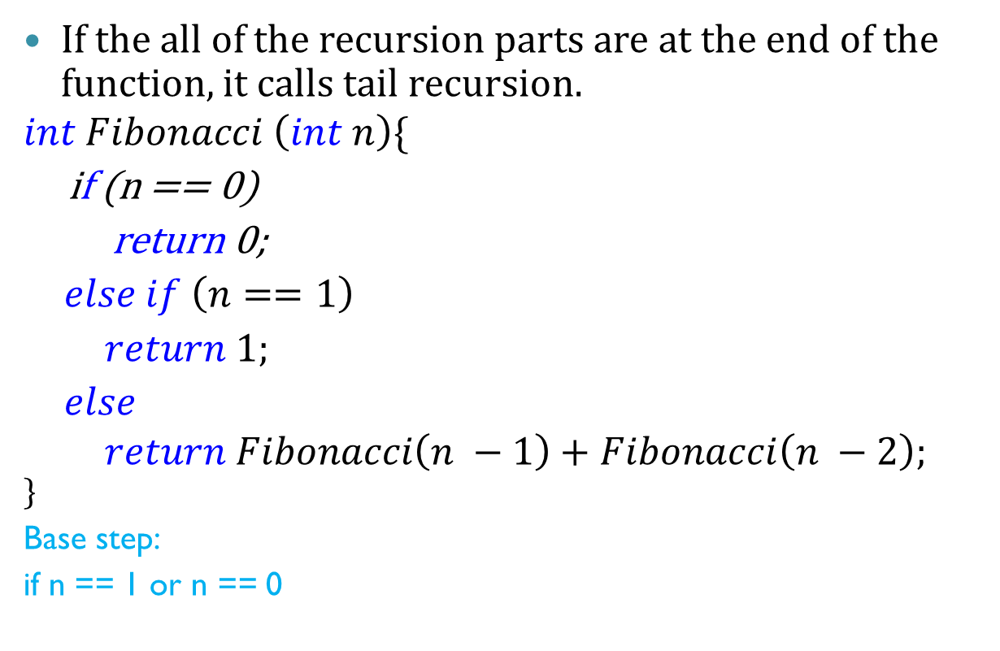 • If the all of the recursion parts are at the end of the
function, it calls tail recursion.
int Fibonacci (int n){
if(n == 0)
return 0;
else if (n == 1)
return 1;
else
return Fibonacci(n − 1) + Fibonacci(n − 2);
}
Base step:
if n == 1 or n == 0